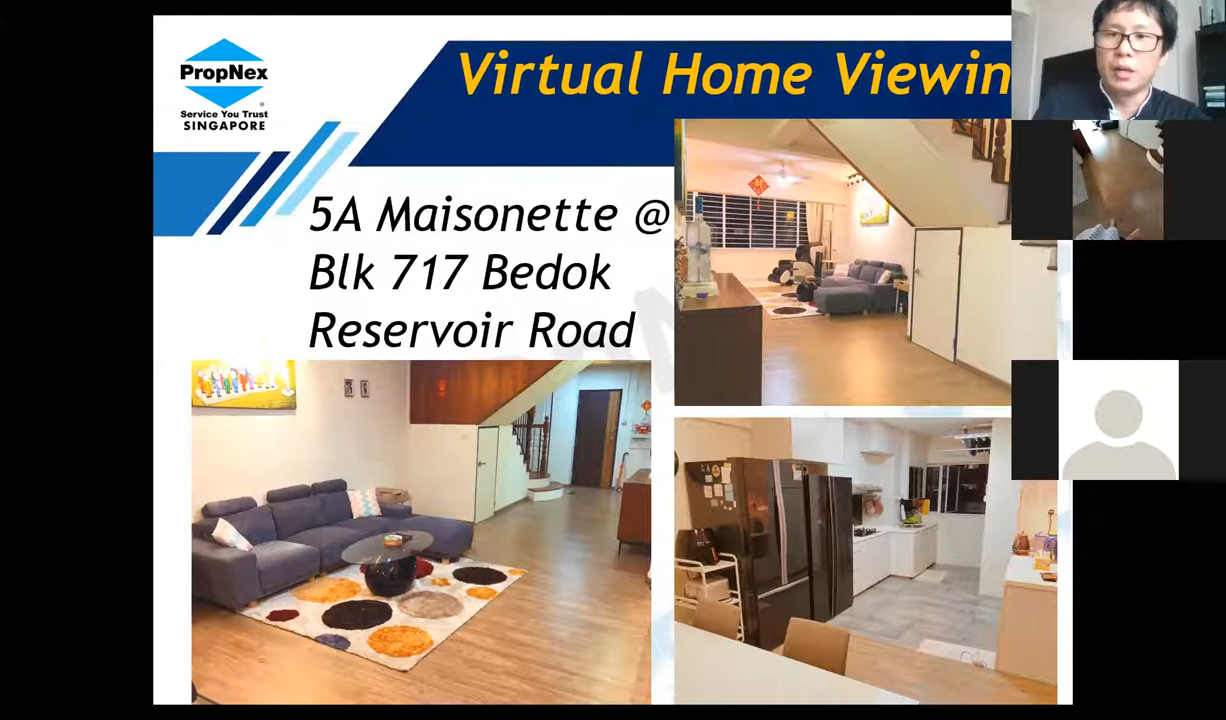 PropNex
Service You Trust
SINGAPORE
Virtual Home Viewin
5A Maisonette @
Blk 717 Bedok
Reservoir Road